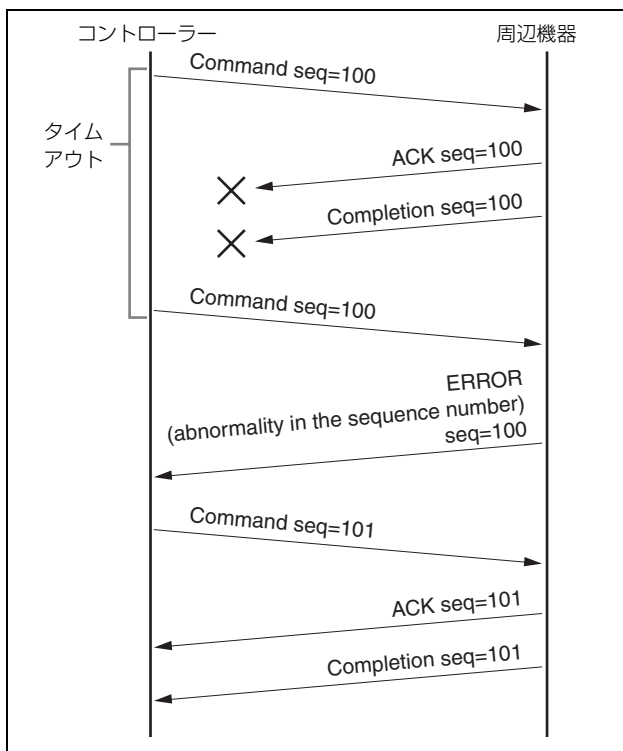 コントローラー
周辺機器
Command seq=100
タイム
アウト
ACK seq=100
Completion seq=100
Command seq=100
ERROR
(abnormality in the sequence number)
seq=100
Command seq=101
ACK seq=101
Completion seq=101